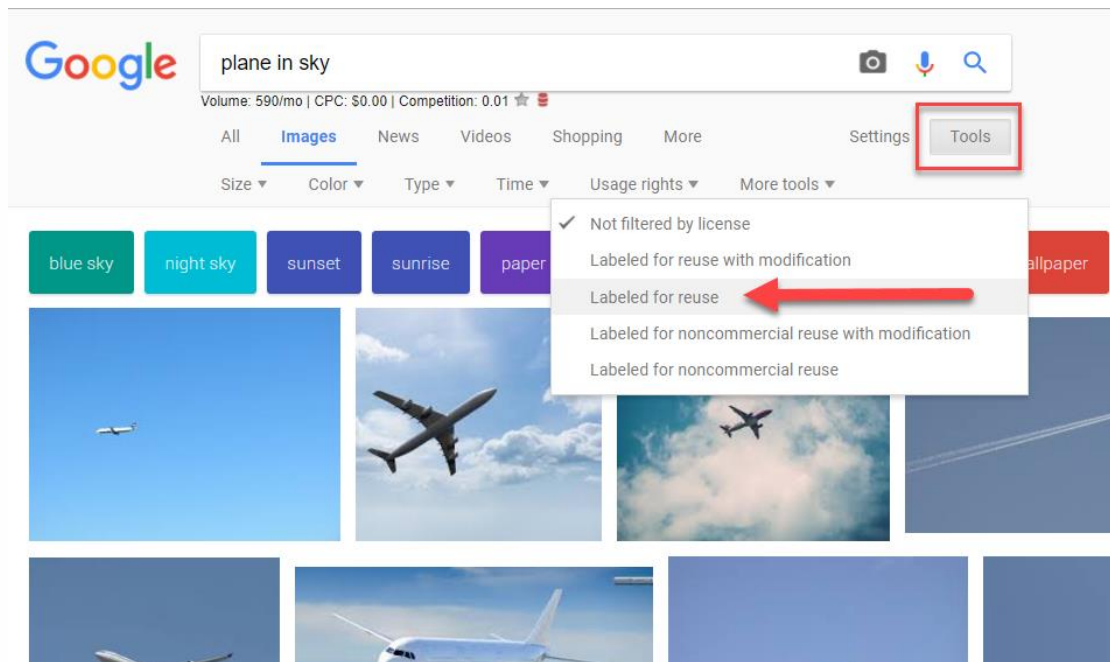 Google plane in sky
Volume: 590/mo | CPC: $0.00 | Competition: 0.01
All Images News Videos Shopping More Settings Tools
Size Color Type Time Usage rights More tools
Not filtered by license
Labeled for reuse with modification
Labeled for reuse
Labeled for noncommercial reuse with modification
Labeled for noncommercial reuse
blue sky night sky sunset sunrise paper allpaper